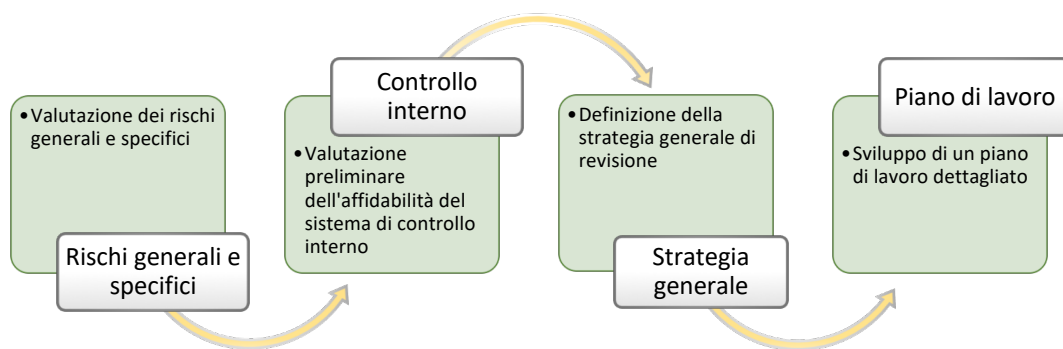 •Valutazione dei rischi
generali e specifici
Rischi generali e
specifici
Controllo
interno
•Valutazione
preliminare
dell'affidabilità del
sistema di controllo
interno
•Definizione della
strategia generale di
revisione
Strategia
generale
Piano di lavoro
•Sviluppo di un piano
di lavoro dettagliato